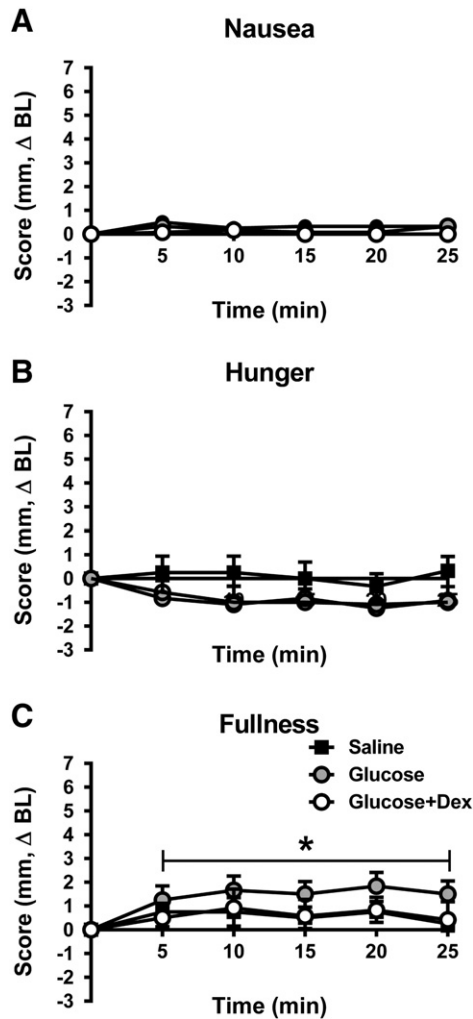 A
Nausea
7
6
5
4
3
2
1
0
-1
-2
-3
Score (mm, Δ BL)
5 10 15 20 25
Time (min)
B
Hunger
7
6
5
4
3
2
1
0
-1
-2
-3
Score (mm, Δ BL)
Time (min)
C
Fullness
Saline
Glucose
Glucose+Dex
*
7
6
5
4
3
2
1
0
-1
-2
-3
Score (mm, Δ BL)
5 10 15 20 25
Time (min)